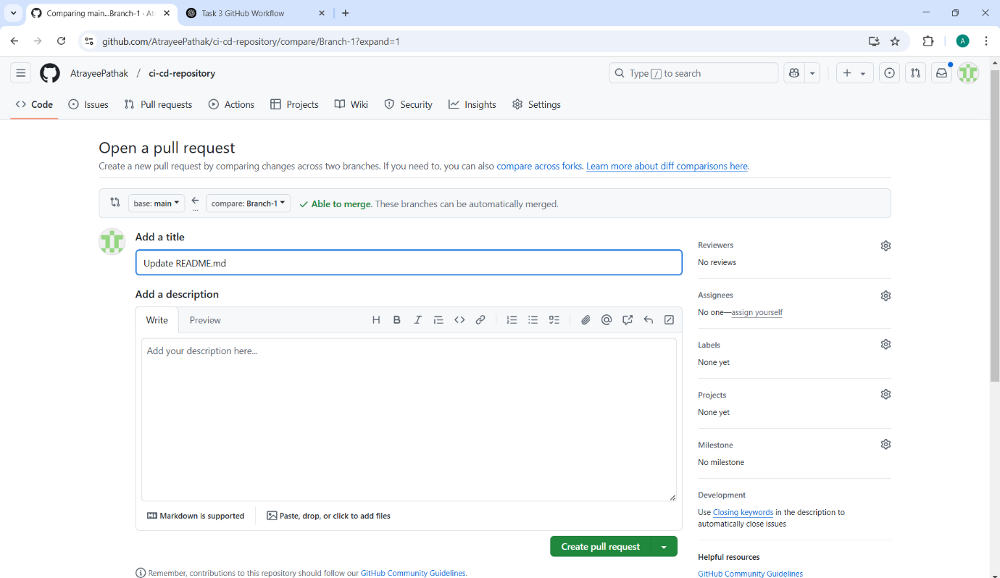 Comparing main...Branch-1 · At
Task 3 GitHub Workflow
github.com/AtrayeePathak/ci-cd-repository/compare/Branch-1?expand=1
A
AtrayeePathak / ci-cd-repository
Type / to search
Code Issues Pull requests Actions Projects Wiki Security Insights Settings
Open a pull request
Create a new pull request by comparing changes across two branches. If you need to, you can also compare across forks. Learn more about diff comparisons here.
base: main ... compare: Branch-1 Able to merge. These branches can be automatically merged.
Add a title
Update README.md
Add a description
Write Preview
Add your description here...
Markdown is supported
Paste, drop, or click to add files
Create pull request
Remember, contributions to this repository should follow our GitHub Community Guidelines.
Reviewers
No reviews
Assignees
No one—assign yourself
Labels
None yet
Projects
None yet
Milestone
No milestone
Development
Use Closing keywords in the description to
automatically close issues
Helpful resources
GitHub Community Guidelines